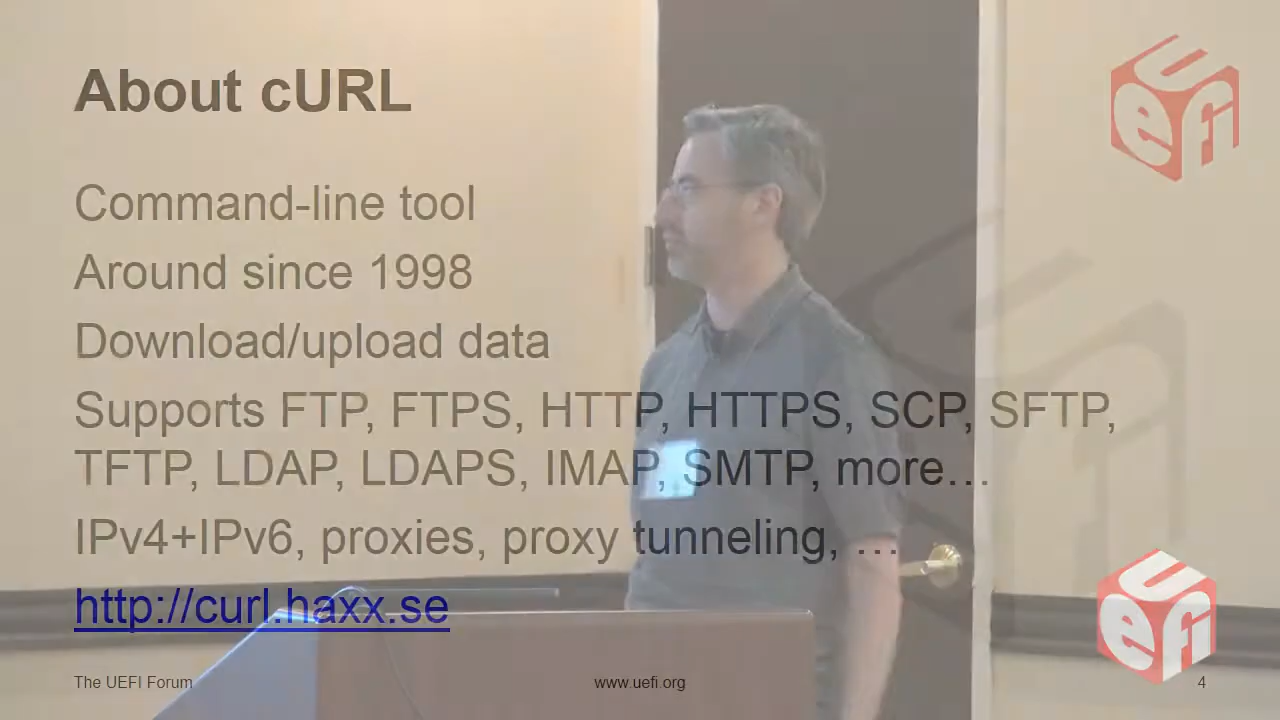 About cURL
UEFI
Command-line tool
Around since 1998
Download/upload data
Supports FTP, FTPS, HTTP, HTTPS, SCP, SFTP,
TFTP, LDAP, LDAPS, IMAP, SMTP, more…
IPv4+IPv6, proxies, proxy tunneling, …
http://curl.haxx.se
UEFI
The UEFI Forum
www.uefi.org
4